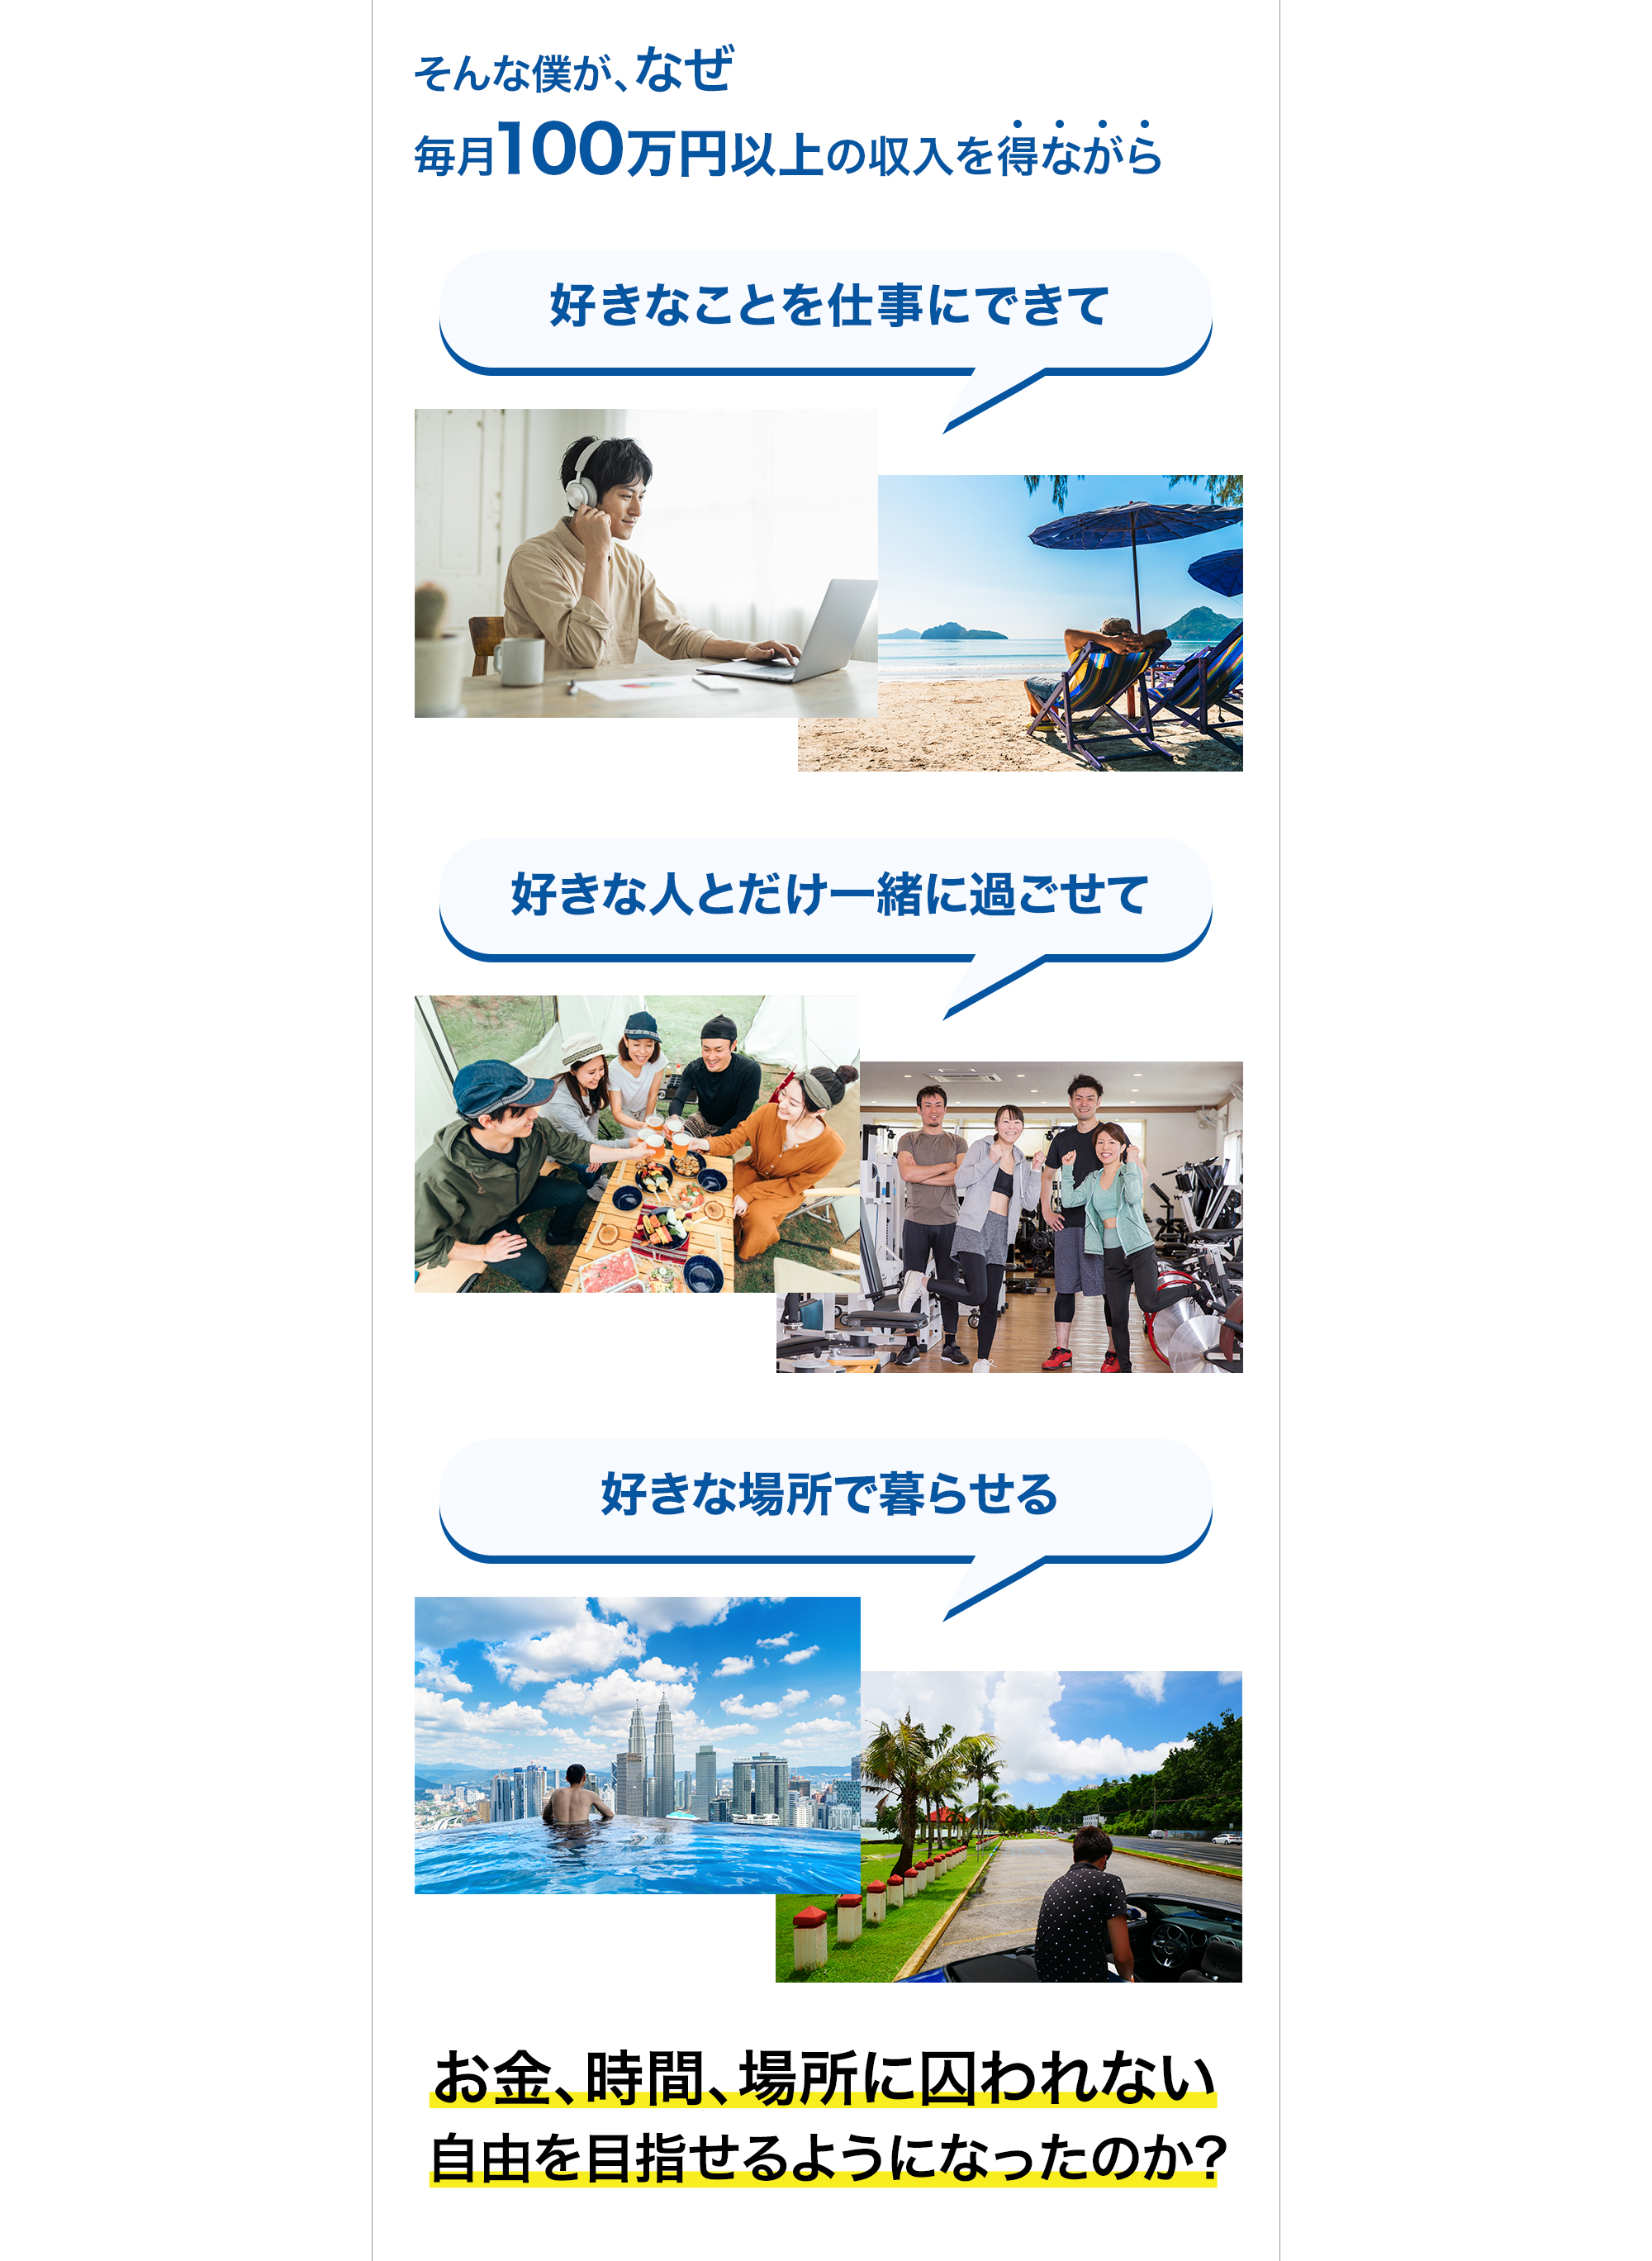 そんな僕が、なぜ
毎月100万円以上の収入を得ながら
好きなことを仕事にできて
好きな人とだけ一緒に過ごせて
好きな場所で暮らせる
お金、時間、場所に囚われない
自由を目指せるようになったのか?